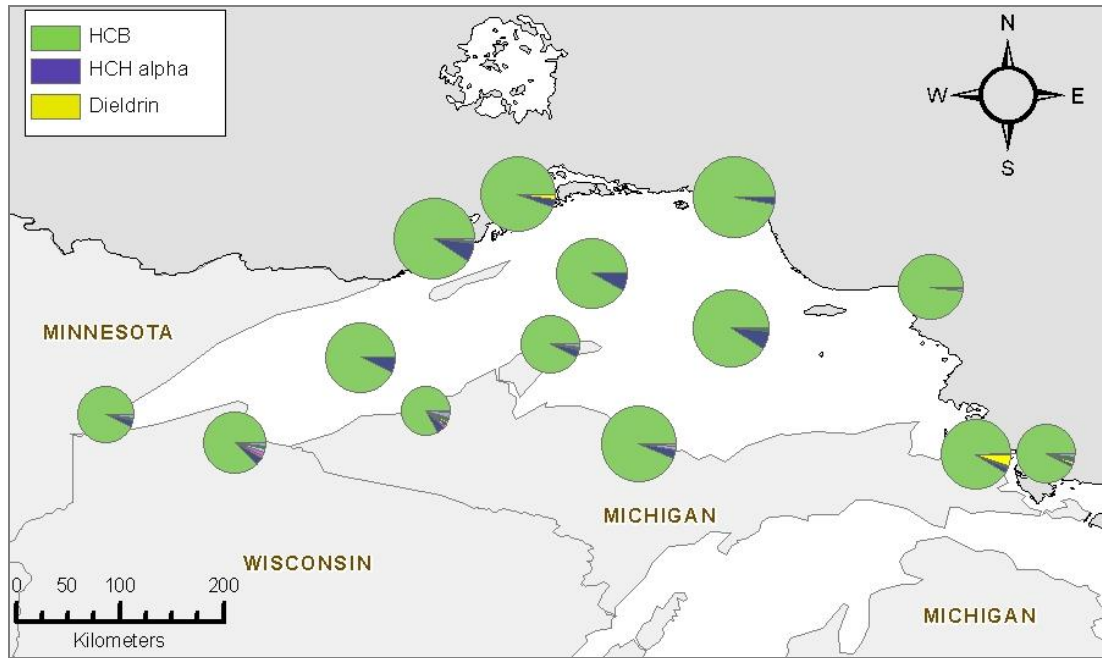 HCB
HCH alpha
Dieldrin
N
W
E
S
MINNESOTA
MICHIGAN
WISCONSIN
MICHIGAN
0 50 100 200
Kilometers